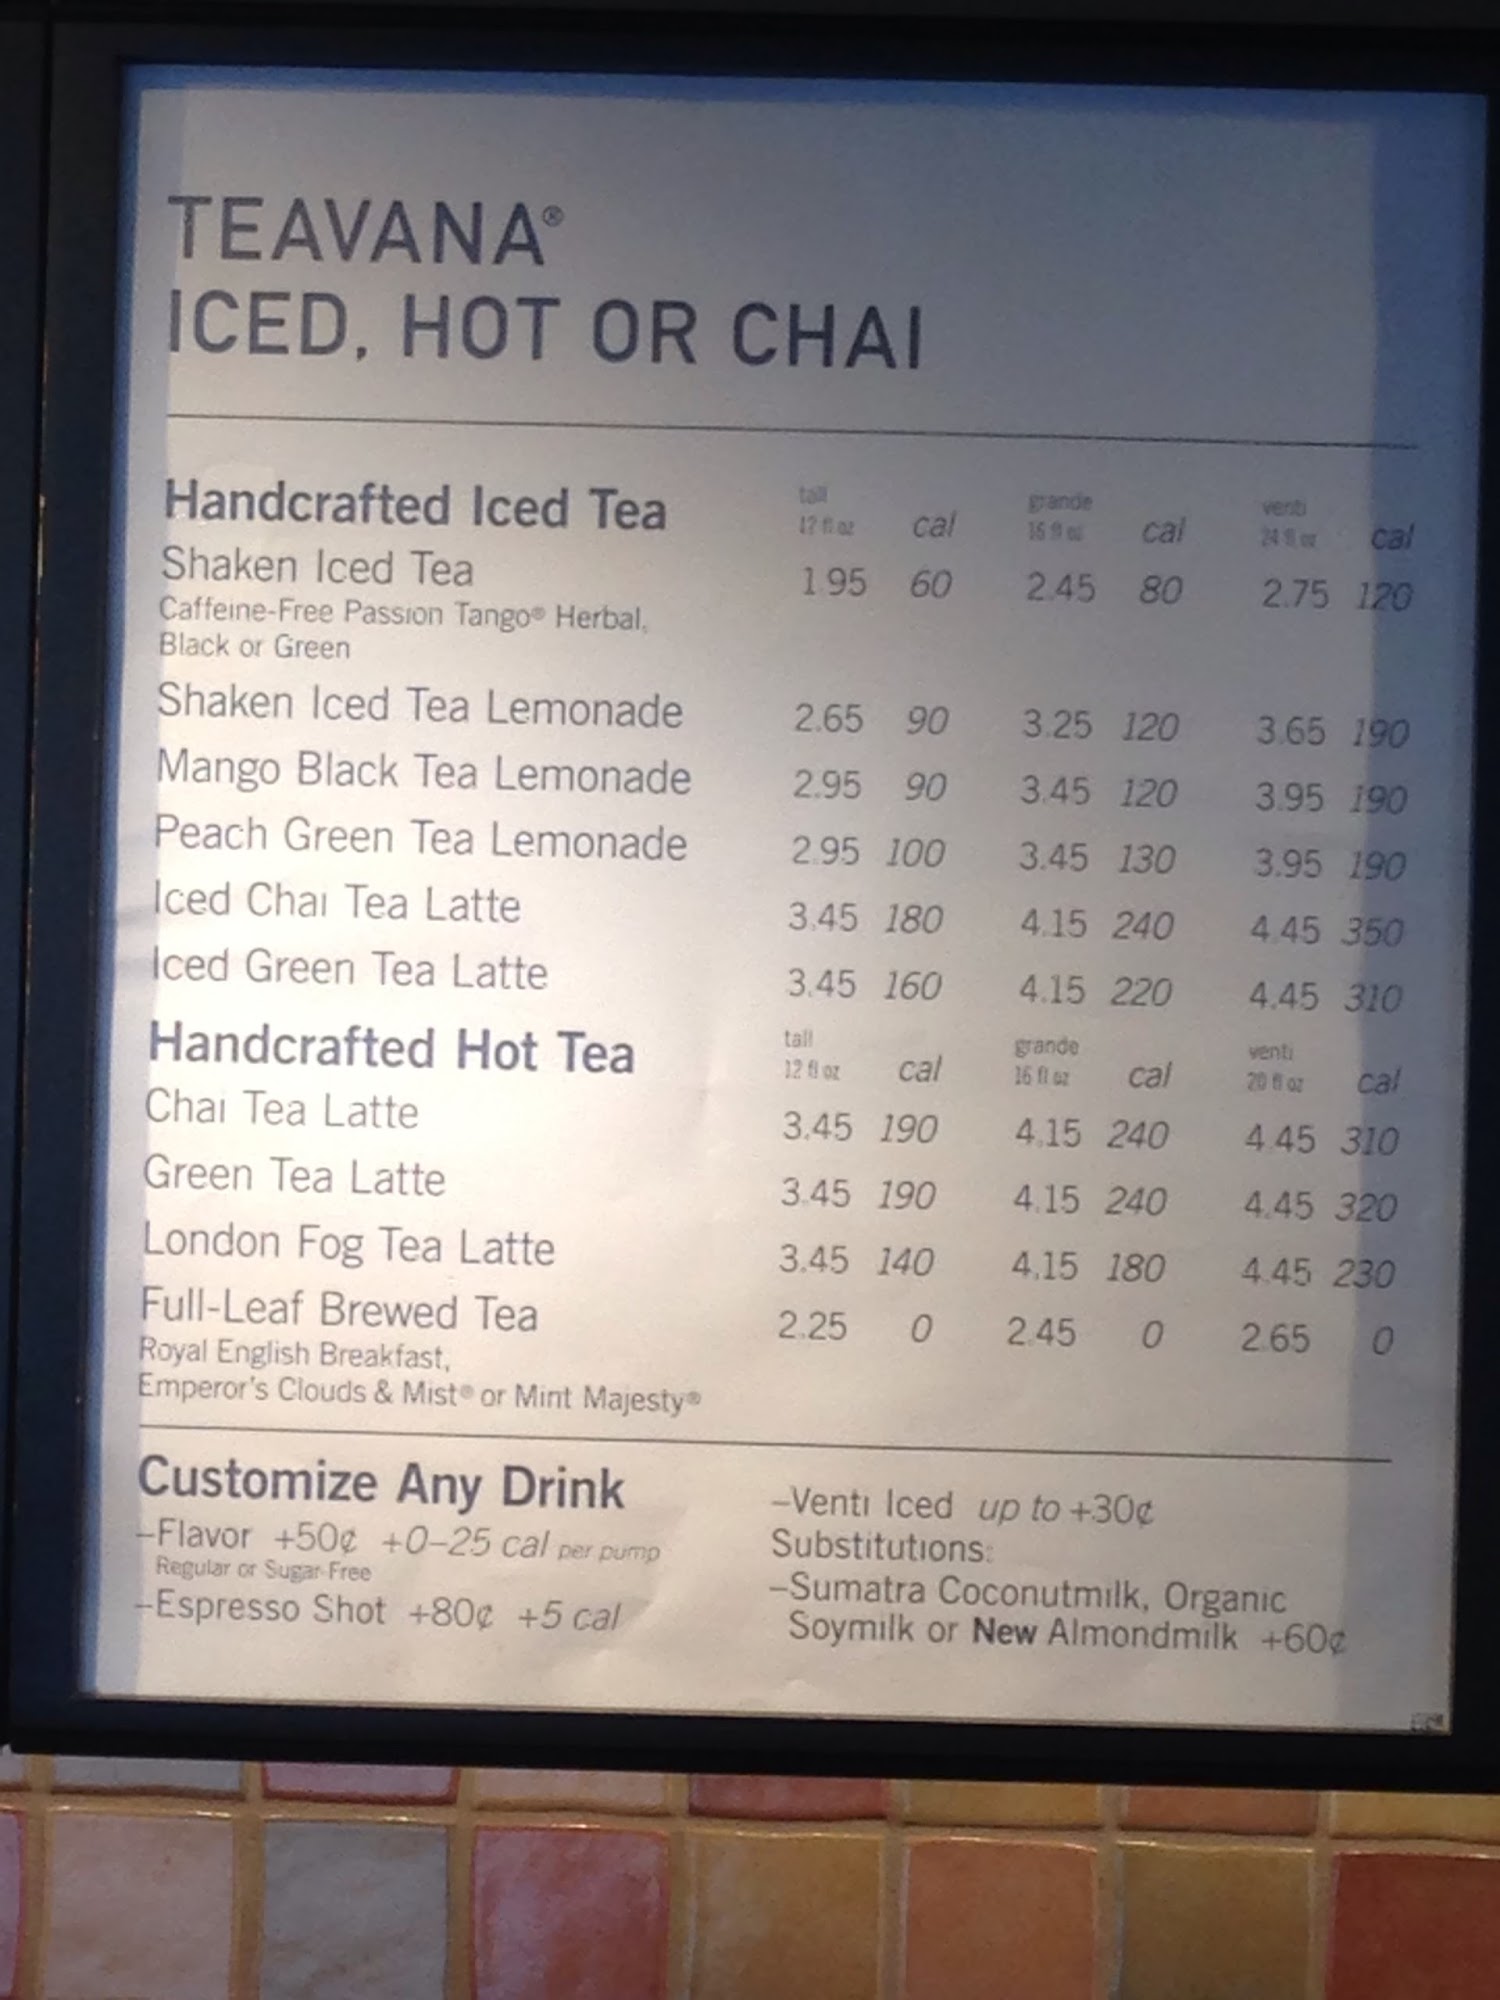 TEAVANA®
ICED, HOT OR CHAI
Handcrafted Iced Tea tall 12 fl oz cal grande 16 fl oz cal venti 24 fl oz cal
Shaken Iced Tea 1.95 60 2.45 80 2.75 120
Caffeine-Free Passion Tango® Herbal,
Black or Green
Shaken Iced Tea Lemonade 2.65 90 3.25 120 3.65 190
Mango Black Tea Lemonade 2.95 90 3.45 120 3.95 190
Peach Green Tea Lemonade 2.95 100 3.45 130 3.95 190
Iced Chai Tea Latte 3.45 180 4.15 240 4.45 350
Iced Green Tea Latte 3.45 160 4.15 220 4.45 310
Handcrafted Hot Tea tall 12 fl oz cal grande 16 fl oz cal venti 20 fl oz cal
Chai Tea Latte 3.45 190 4.15 240 4.45 310
Green Tea Latte 3.45 190 4.15 240 4.45 320
London Fog Tea Latte 3.45 140 4.15 180 4.45 230
Full-Leaf Brewed Tea 2.25 0 2.45 0 2.65 0
Royal English Breakfast,
Emperor's Clouds & Mist® or Mint Majesty®
Customize Any Drink
–Flavor +50¢ +0–25 cal per pump
Regular or Sugar-Free
–Espresso Shot +80¢ +5 cal
–Venti Iced up to +30¢
Substitutions:
–Sumatra Coconutmilk, Organic
Soymilk or New Almondmilk +60¢